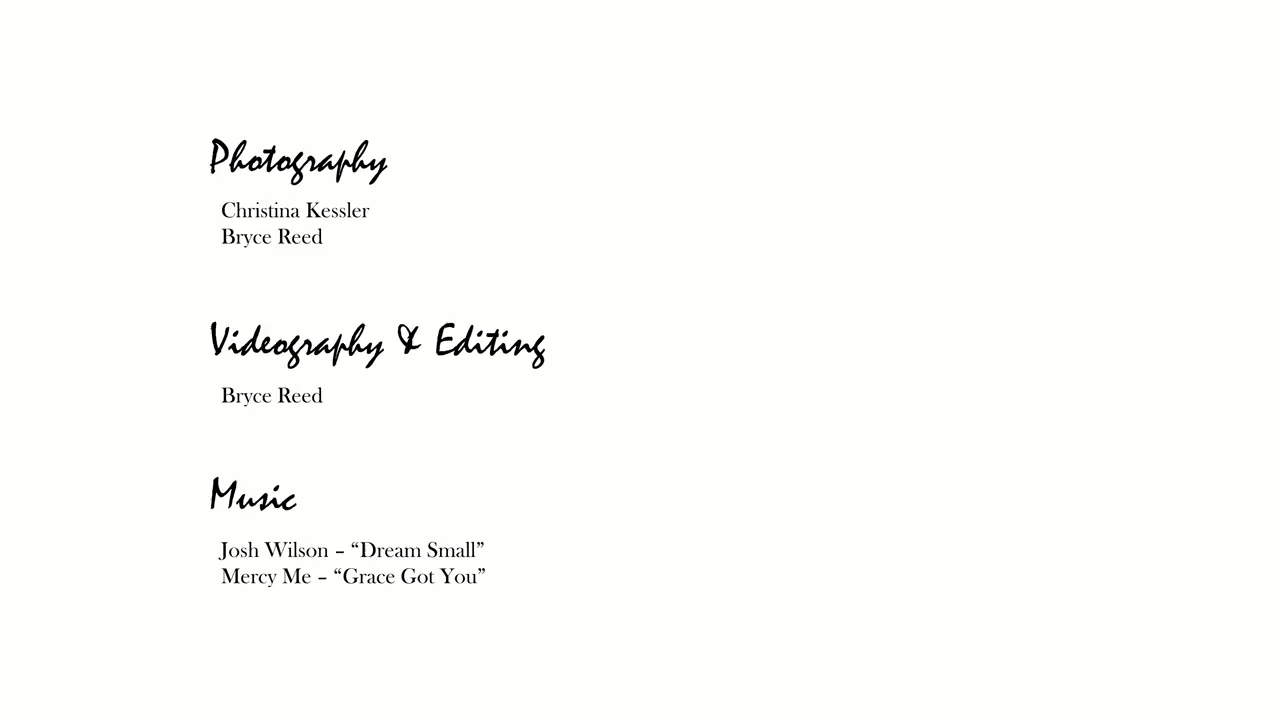 Photography
Christina Kessler
Bryce Reed
Videography & Editing
Bryce Reed
Music
Josh Wilson – “Dream Small”
Mercy Me – “Grace Got You”